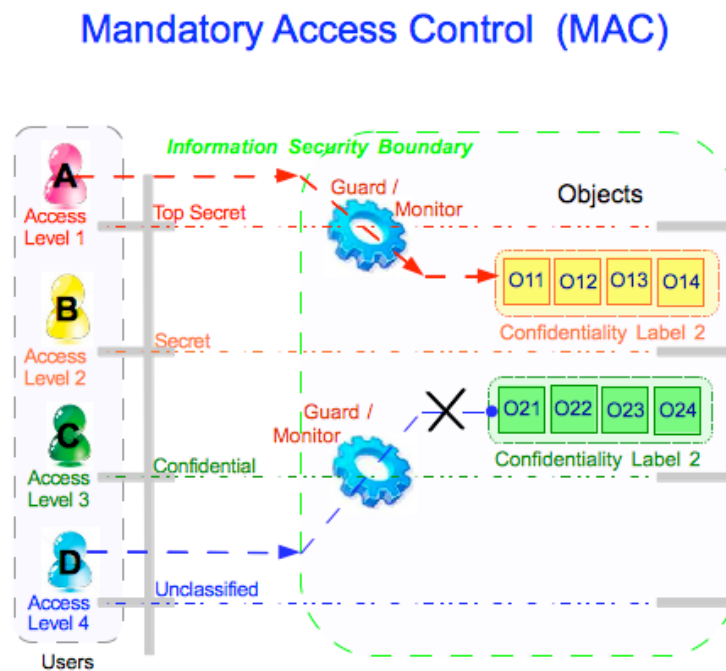 Mandatory Access Control (MAC)
Information Security Boundary
A
Access
Level 1
Top Secret
Guard /
Monitor
Objects
O11 O12 O13 O14
Confidentiality Label 2
B
Access
Level 2
Secret
O21 O22 O23 O24
Confidentiality Label 2
Guard /
Monitor
C
Access
Level 3
Confidential
D
Access
Level 4
Unclassified
Users